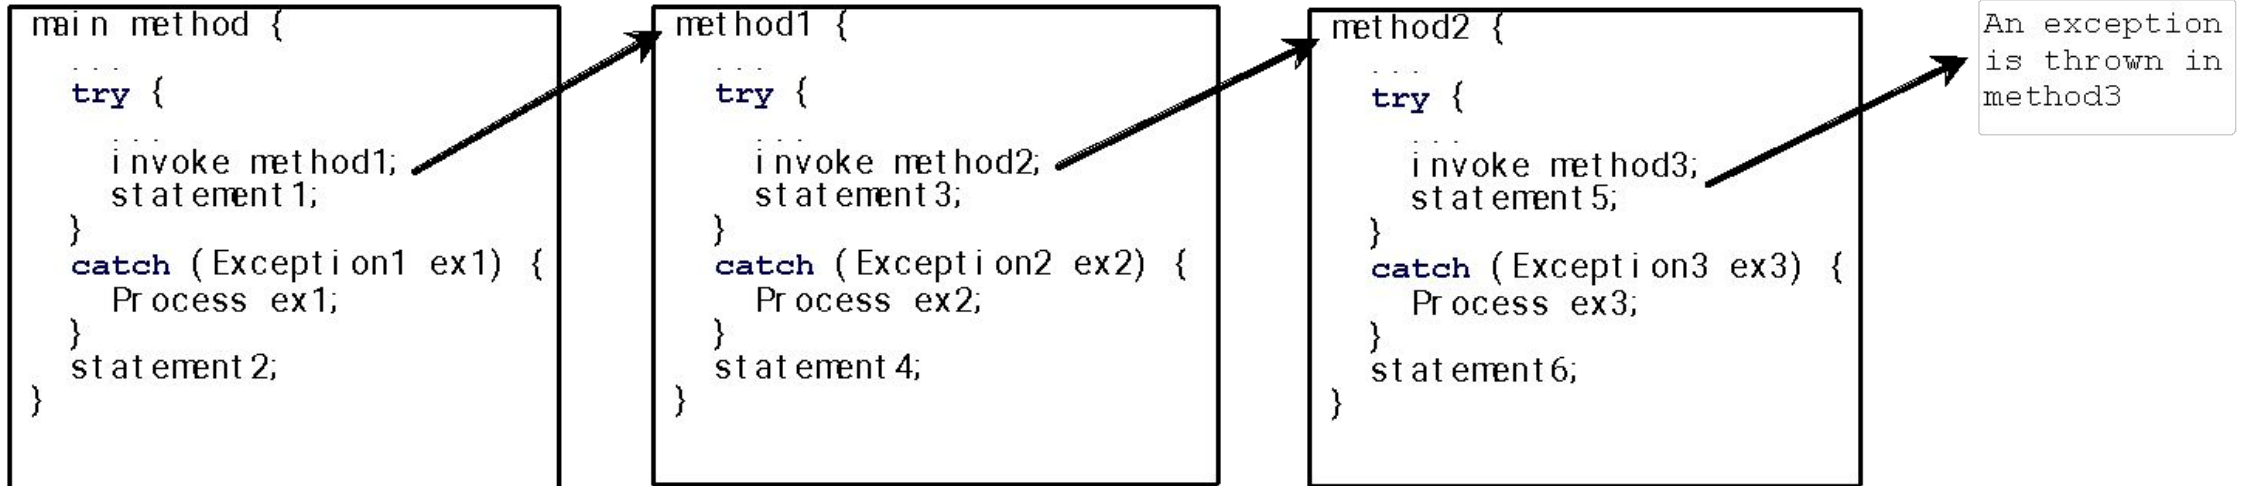 main method {
...
try {
...
invoke method1;
statement1;
}
catch (Exception1 ex1) {
Process ex1;
}
statement2;
}
method1 {
...
try {
...
invoke method2;
statement3;
}
catch (Exception2 ex2) {
Process ex2;
}
statement4;
}
method2 {
...
try {
...
invoke method3;
statement5;
}
catch (Exception3 ex3) {
Process ex3;
}
statement6;
}
An exception
is thrown in
method3